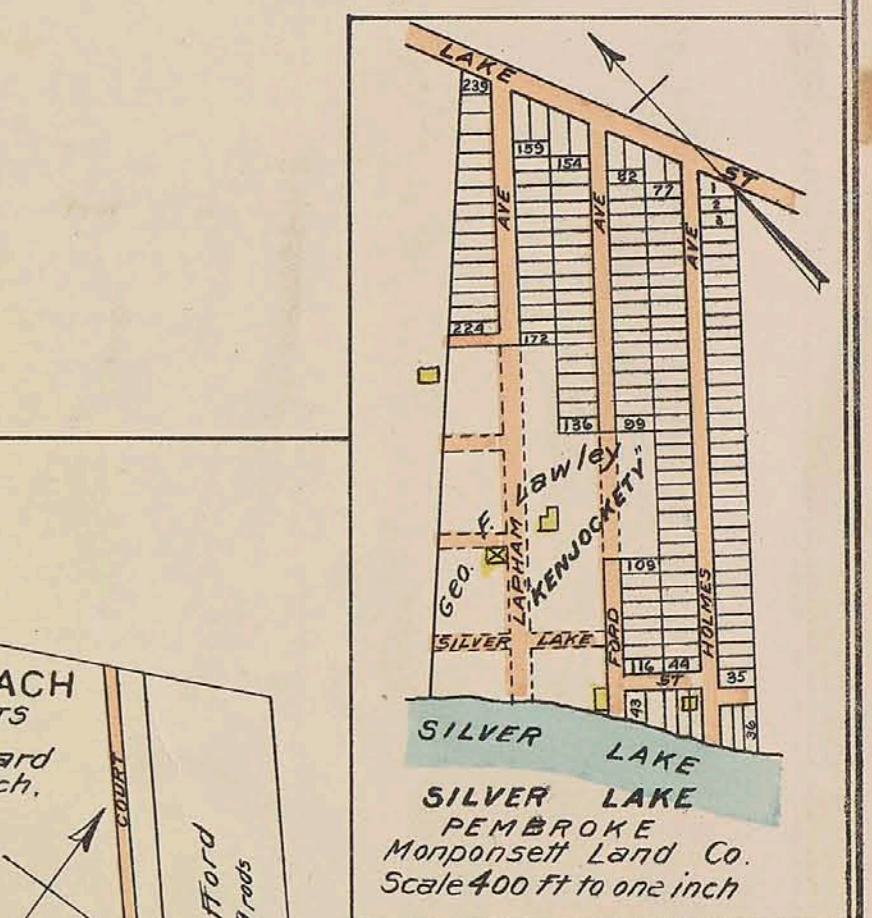 LAKE ST
239
159
154
82
77
1
2
3
AVE
AVE
AVE
224
172
136
99
Geo. F. Lawley
"KENJOCKETY"
LAPHAM
109
FORD
HOLMES
SILVER LAKE ST
116
44
35
43
36
SILVER LAKE
SILVER LAKE
PEMBROKE
Monponsett Land Co.
Scale 400 ft to one inch
ACH
TS
ard
ch.
COURT
fford
rods